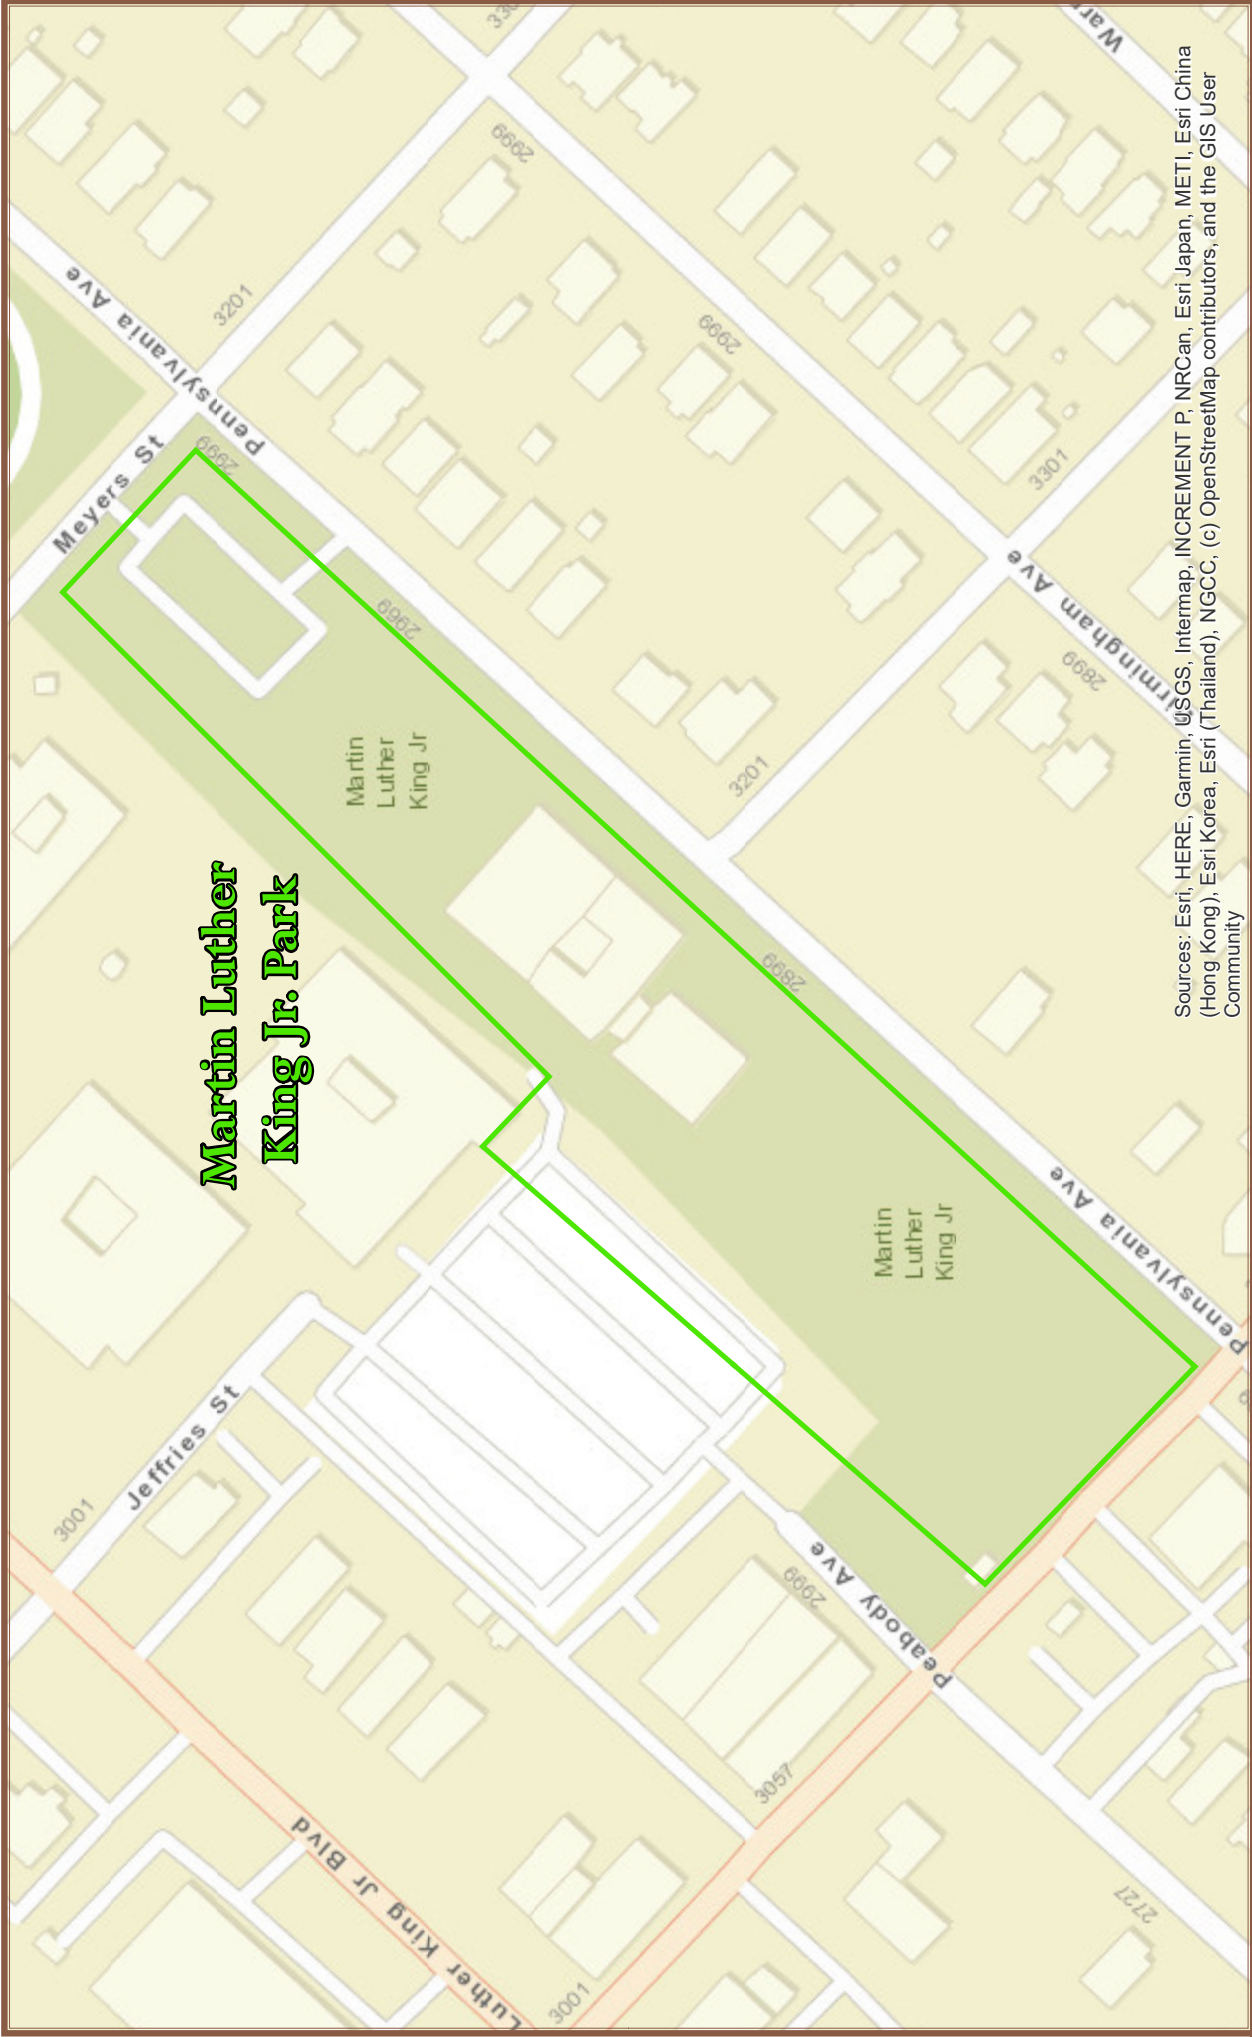 Martin Luther
King Jr. Park
Martin
Luther
King Jr
Martin
Luther
King Jr
Meyers St
Pennsylvania Ave
Pennsylvania Ave
Jeffries St
Peabody Ave
Luther King Jr Blvd
2999
2999
2999
2969
2899
2899
2999
3201
3201
3301
3001
3001
3057
2727
Sources: Esri, HERE, Garmin, USGS, Intermap, INCREMENT P, NRCan, Esri Japan, METI, Esri China
(Hong Kong), Esri Korea, Esri (Thailand), NGCC, (c) OpenStreetMap contributors, and the GIS User
Community